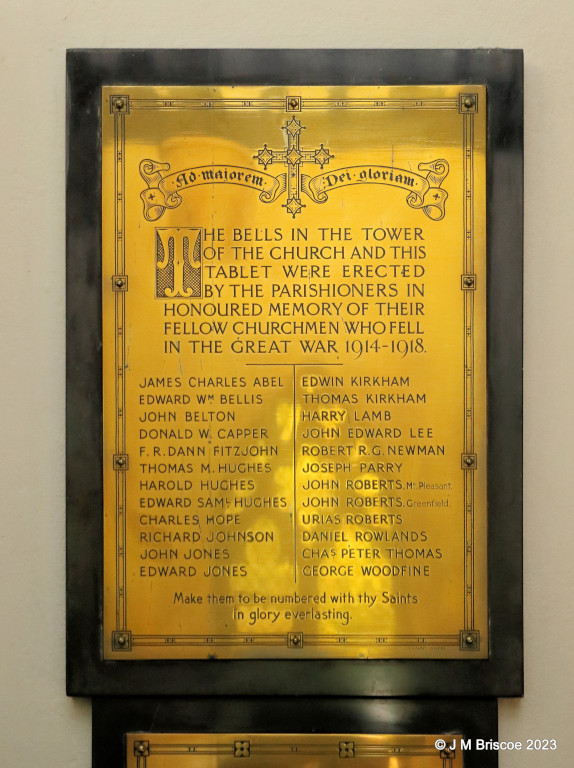 Ad majorem Dei gloriam
THE BELLS IN THE TOWER
OF THE CHURCH AND THIS
TABLET WERE ERECTED
BY THE PARISHIONERS IN
HONOURED MEMORY OF THEIR
FELLOW CHURCHMEN WHO FELL
IN THE GREAT WAR 1914-1918.
JAMES CHARLES ABEL
EDWARD WM. BELLIS
JOHN BELTON
DONALD W. CAPPER
F. R. DANN FITZJOHN
THOMAS M. HUGHES
HAROLD HUGHES
EDWARD SAML. HUGHES
CHARLES HOPE
RICHARD JOHNSON
JOHN JONES
EDWARD JONES
EDWIN KIRKHAM
THOMAS KIRKHAM
HARRY LAMB
JOHN EDWARD LEE
ROBERT R. G. NEWMAN
JOSEPH PARRY
JOHN ROBERTS. Mt. Pleasant.
JOHN ROBERTS. Greenfield.
URIAS ROBERTS
DANIEL ROWLANDS
CHAS. PETER THOMAS
GEORGE WOODFINE
Make them to be numbered with thy Saints
in glory everlasting.
© J M Briscoe 2023